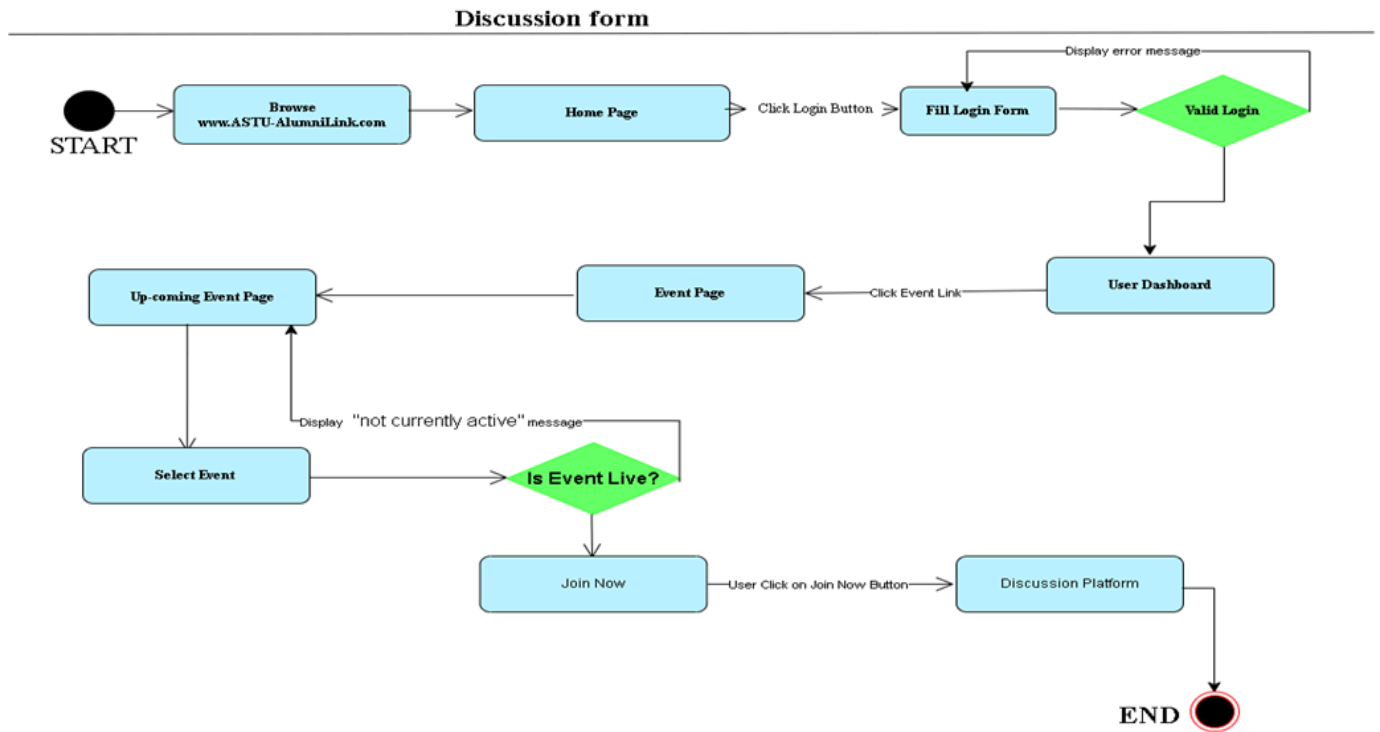 Discussion form
Display error message
START
Browse
www.ASTU-AlumniLink.com
Home Page
Click Login Button
Fill Login Form
Valid Login
Up-coming Event Page
Event Page
Click Event Link
User Dashboard
Display "not currently active" message
Select Event
Is Event Live?
Join Now
User Click on Join Now Button
Discussion Platform
END